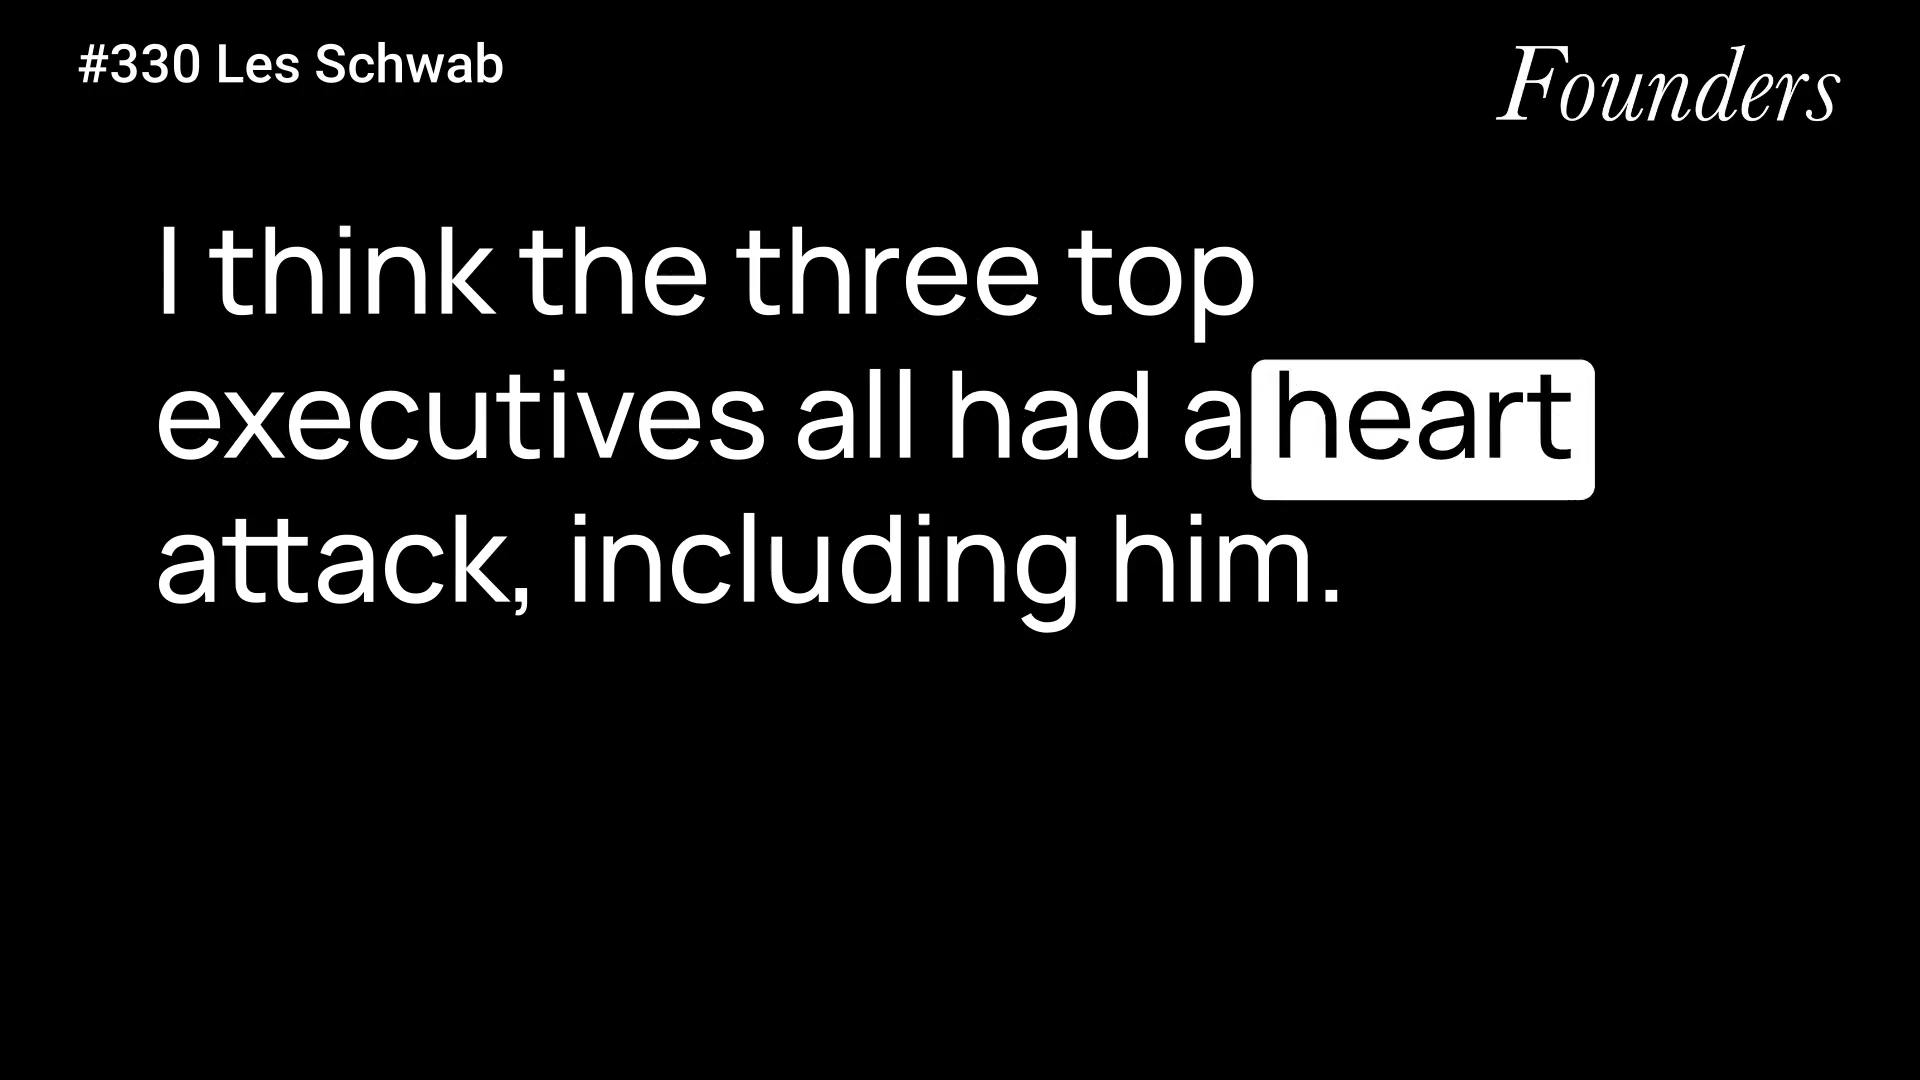 #330 Les Schwab
Founders
I think the three top
executives all had a heart
attack, including him.